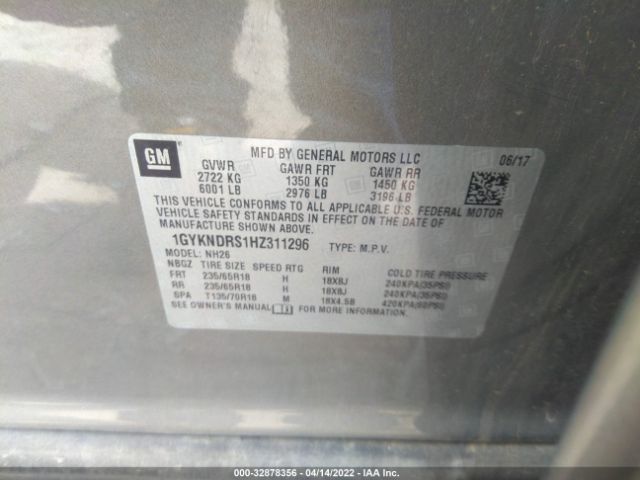 GM
MFD BY GENERAL MOTORS LLC 06/17
GVWR GAWR FRT GAWR RR
2722 KG 1350 KG 1450 KG
6001 LB 2976 LB 3196 LB
THIS VEHICLE CONFORMS TO ALL APPLICABLE U.S. FEDERAL MOTOR
VEHICLE SAFETY STANDARDS IN EFFECT ON THE DATE OF
MANUFACTURE SHOWN ABOVE.
1GYKNDRS1HZ311296 TYPE: M.P.V.
MODEL: NH26
NBGZ TIRE SIZE SPEED RTG RIM COLD TIRE PRESSURE
FRT 235/65R18 H 18X8J 240KPA(35PSI)
RR 235/65R18 H 18X8J 240KPA(35PSI)
SPA T135/70R18 M 18X4.5B 420KPA(60PSI)
SEE OWNER'S MANUAL FOR MORE INFORMATION.
000-32878356 • 04/14/2022 • IAA Inc.